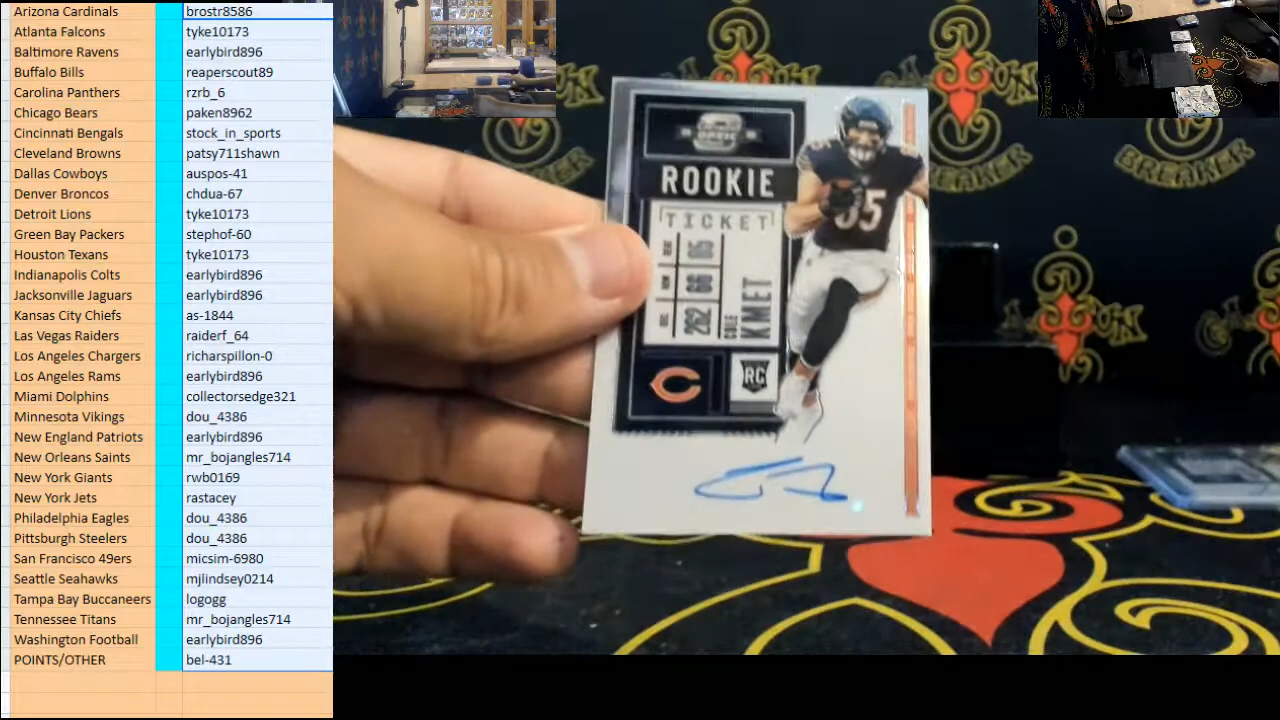 Arizona Cardinals brostr8586
Atlanta Falcons tyke10173
Baltimore Ravens earlybird896
Buffalo Bills reaperscout89
Carolina Panthers rzrb_6
Chicago Bears paken8962
Cincinnati Bengals stock_in_sports
Cleveland Browns patsy711shawn
Dallas Cowboys auspos-41
Denver Broncos chdua-67
Detroit Lions tyke10173
Green Bay Packers stephof-60
Houston Texans tyke10173
Indianapolis Colts earlybird896
Jacksonville Jaguars earlybird896
Kansas City Chiefs as-1844
Las Vegas Raiders raiderf_64
Los Angeles Chargers richarspillon-0
Los Angeles Rams earlybird896
Miami Dolphins collectorsedge321
Minnesota Vikings dou_4386
New England Patriots earlybird896
New Orleans Saints mr_bojangles714
New York Giants rwb0169
New York Jets rastacey
Philadelphia Eagles dou_4386
Pittsburgh Steelers dou_4386
San Francisco 49ers micsim-6980
Seattle Seahawks mjlindsey0214
Tampa Bay Buccaneers logogg
Tennessee Titans mr_bojangles714
Washington Football earlybird896
POINTS/OTHER bel-431
ROOKIE
TICKET
85
262 66 85
COLE
KMET
RC
BREAKER
BREAKER